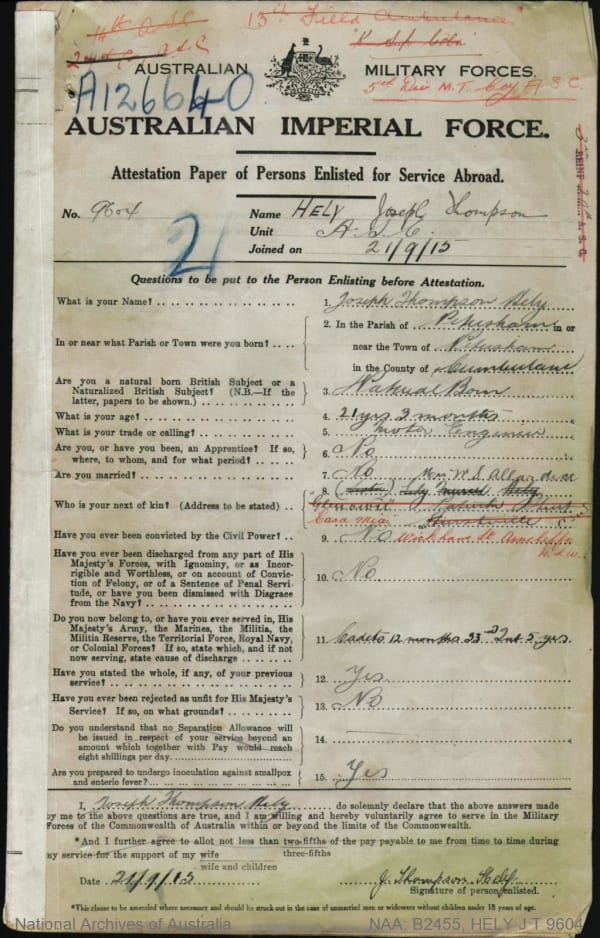 4th A.S.C. 13th Field Ambulance
A.S.C
AUSTRALIAN MILITARY FORCES.
5th Div M.T. Coy A.S.C.
A126640
AUSTRALIAN IMPERIAL FORCE.
Attestation Paper of Persons Enlisted for Service Abroad.
No. 9604 Name HELY Joseph Thompson
Unit A.S.C.
Joined on 21/9/15
2
Questions to be put to the Person Enlisting before Attestation.
What is your Name? 1. Joseph Thompson Hely
In or near what Parish or Town were you born? 2. In the Parish of Petersham in or
near the Town of Petersham
in the County of Cumberland
Are you a natural born British Subject or a
Naturalized British Subject? (N.B.—If the
latter, papers to be shown.) 3. Natural Born
What is your age? 4. 21 yrs 3 months
What is your trade or calling? 5. Motor Engineer
Are you, or have you been, an Apprentice? If so,
where, to whom, and for what period? 6. No
Are you married? 7. No
Who is your next of kin? (Address to be stated) 8. Hely
Cara Mia
Have you ever been convicted by the Civil Power? 9. No Wickham St Arncliffe
N.S.W
Have you ever been discharged from any part of His
Majesty's Forces, with Ignominy, or as Incor-
rigible and Worthless, or on account of Convic-
tion of Felony, or of a Sentence of Penal Servi-
tude, or have you been dismissed with Disgrace
from the Navy? 10. No
Do you now belong to, or have you ever served in, His
Majesty's Army, the Marines, the Militia, the
Militia Reserve, the Territorial Force, Royal Navy,
or Colonial Forces? If so, state which, and if not
now serving, state cause of discharge 11. Cadets 12 months 33rd Inf 5 yrs.
Have you stated the whole, if any, of your previous
service? 12. Yes
Have you ever been rejected as unfit for His Majesty's
Service? If so, on what grounds? 13. No
Do you understand that no Separation Allowance will
be issued in respect of your service beyond an
amount which together with Pay would reach
eight shillings per day. 14.
Are you prepared to undergo inoculation against smallpox
and enteric fever? 15. Yes
I, Joseph Thompson Hely do solemnly declare that the above answers made
by me to the above questions are true, and I am willing and hereby voluntarily agree to serve in the Military
Forces of the Commonwealth of Australia within or beyond the limits of the Commonwealth.
*And I further agree to allot not less than two-fifths of the pay payable to me from time to time during
three-fifths
my service for the support of my wife
wife and children
Date 21/9/15 J. Thompson Hely
Signature of person enlisted.
*This clause to be amended where necessary and should be struck out in the case of unmarried men or widowers without children under 18 years of age.
National Archives of Australia NAA: B2455, HELY J T 9604